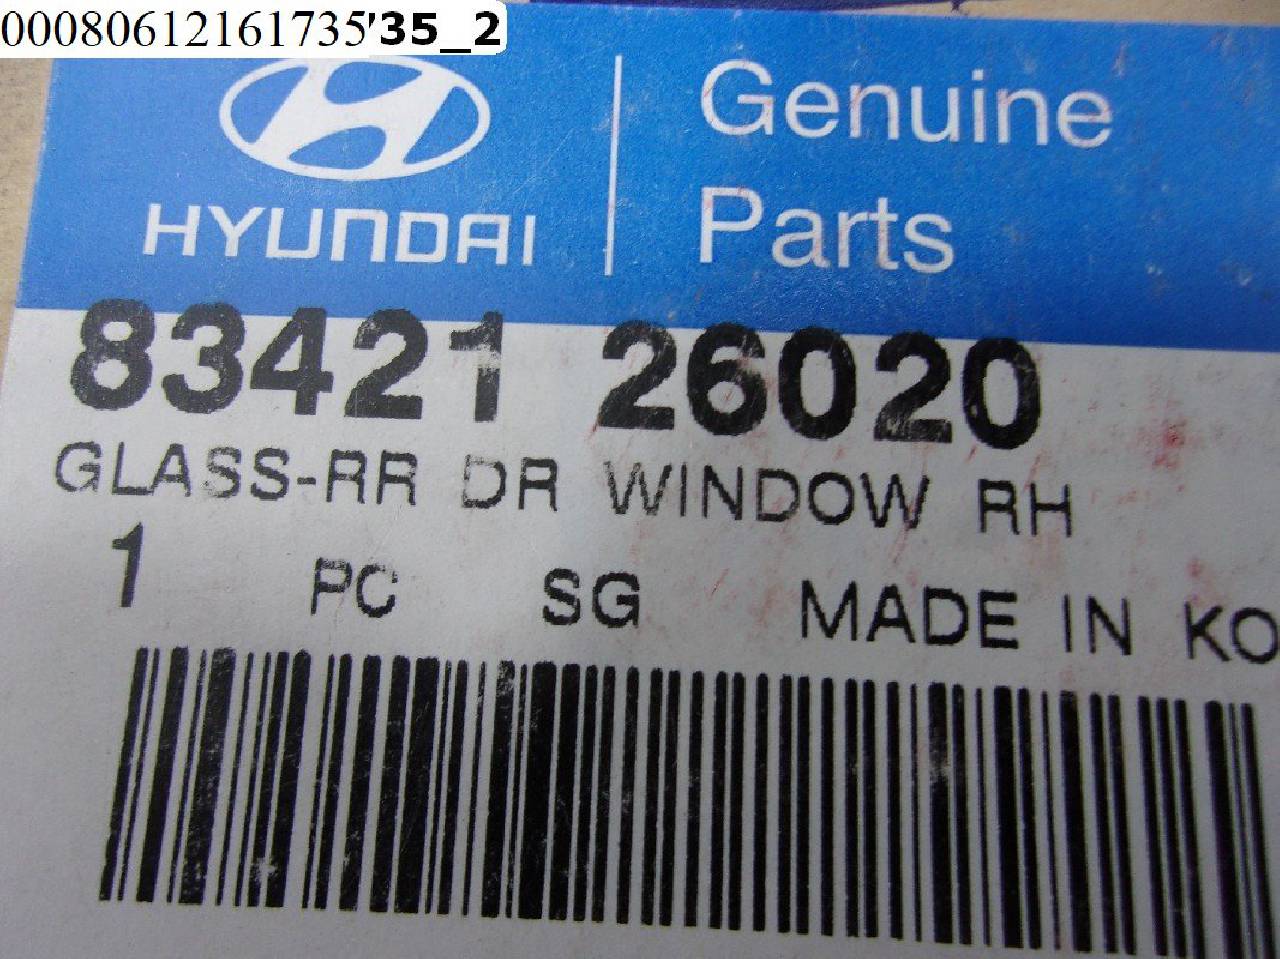 00080612161735'35_2
HYUNDAI
Genuine
Parts
83421 26020
GLASS-RR DR WINDOW RH
1 PC SG MADE IN KO